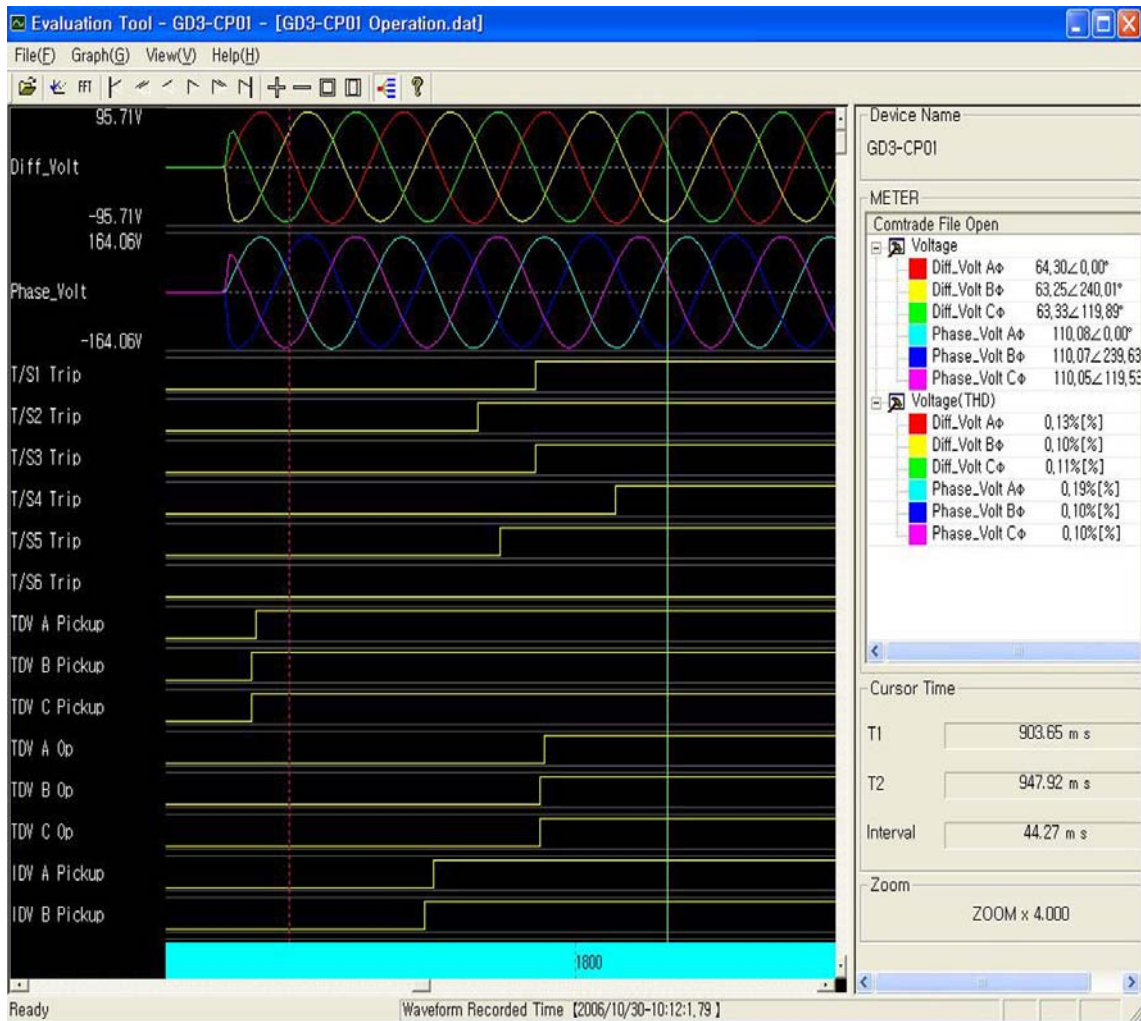 Evaluation Tool - GD3-CP01 - [GD3-CP01 Operation.dat]
File(F) Graph(G) View(V) Help(H)
FFT
95.71V
Diff_Volt
-95.71V
164.06V
Phase_Volt
-164.06V
T/S1 Trip
T/S2 Trip
T/S3 Trip
T/S4 Trip
T/S5 Trip
T/S6 Trip
TDV A Pickup
TDV B Pickup
TDV C Pickup
TDV A Op
TDV B Op
TDV C Op
IDV A Pickup
IDV B Pickup
1800
Device Name
GD3-CP01
METER
Comtrade File Open
Voltage
Diff_Volt AΦ 64,30∠0,00°
Diff_Volt BΦ 63,25∠240,01°
Diff_Volt CΦ 63,33∠119,89°
Phase_Volt AΦ 110,08∠0,00°
Phase_Volt BΦ 110,07∠239,63
Phase_Volt CΦ 110,05∠119,53
Voltage(THD)
Diff_Volt AΦ 0,13%[%]
Diff_Volt BΦ 0,10%[%]
Diff_Volt CΦ 0,11%[%]
Phase_Volt AΦ 0,19%[%]
Phase_Volt BΦ 0,10%[%]
Phase_Volt CΦ 0,10%[%]
Cursor Time
T1 903.65 m s
T2 947.92 m s
Interval 44.27 m s
Zoom
ZOOM x 4.000
Ready
Waveform Recorded Time【2006/10/30-10:12:1,79 】